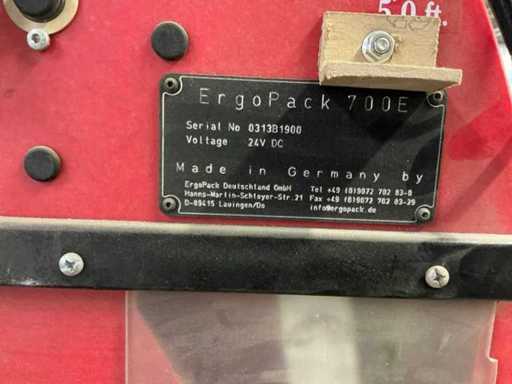 5.0 ft.
ErgoPack 700E
Serial No 0313B1900
Voltage 24V DC
Made in Germany by
ErgoPack Deutschland GmbH Tel +49 (0)9072 702 83-0
Hanns-Martin-Schleyer-Str.21 Fax +49 (0)9072 702 83-29
D-89415 Lauingen/Do info@ergopack.de